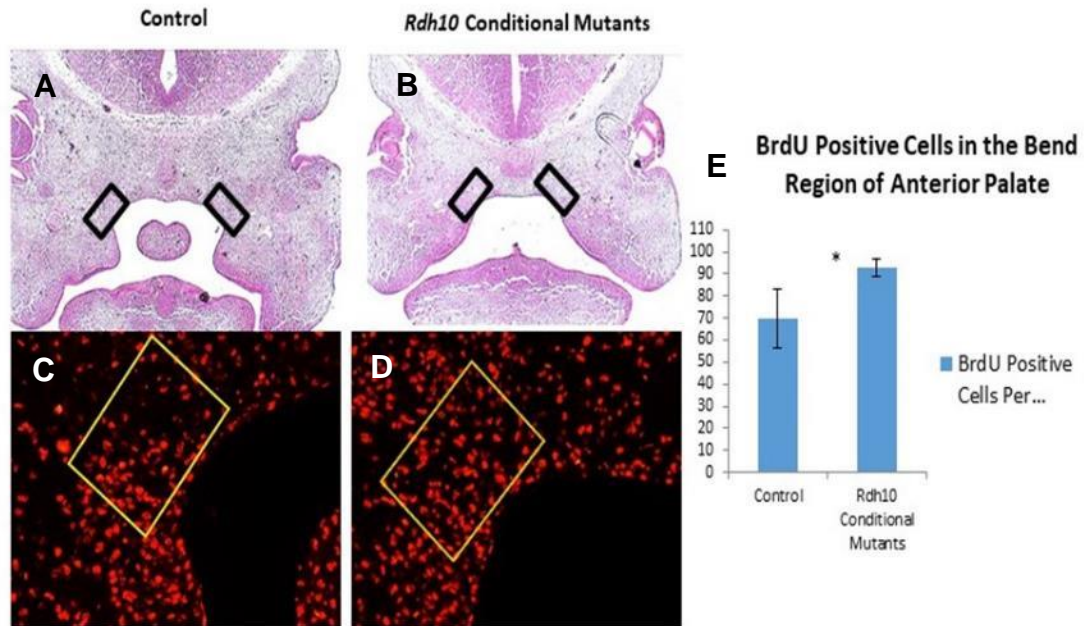 Control
Rdh10 Conditional Mutants
A
B
C
D
E
BrdU Positive Cells in the Bend
Region of Anterior Palate
110
100
90
80
70
60
50
40
30
20
10
0
*
Control
Rdh10
Conditional
Mutants
BrdU Positive
Cells Per...